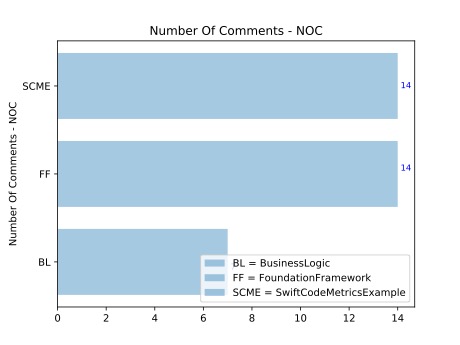 Number Of Comments - NOC
Number Of Comments - NOC
SCME
14
FF
14
BL
BL = BusinessLogic
FF = FoundationFramework
SCME = SwiftCodeMetricsExample
0 2 4 6 8 10 12 14